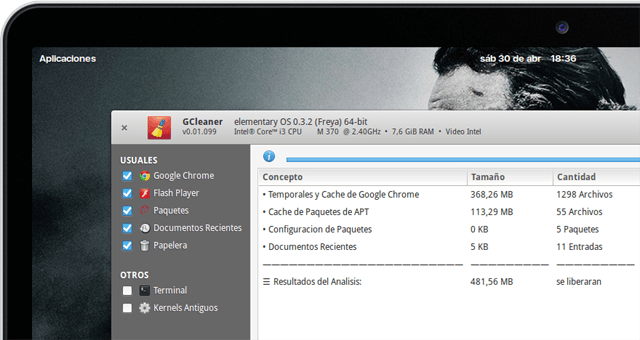 Aplicaciones
sáb 30 de abr 18:36
GCleaner elementary OS 0.3.2 (Freya) 64-bit
v0.01.099 Intel® Core™ i3 CPU M 370 @ 2.40GHz • 7,6 GiB RAM • Video Intel
USUALES
Google Chrome
Flash Player
Paquetes
Documentos Recientes
Papelera
OTROS
Terminal
Kernels Antiguos
Concepto Tamaño Cantidad
• Temporales y Cache de Google Chrome 368,26 MB 1298 Archivos
• Cache de Paquetes de APT 113,29 MB 55 Archivos
• Configuracion de Paquetes 0 KB 5 Paquetes
• Documentos Recientes 5 KB 11 Entradas
☰ Resultados del Analisis: 481,56 MB se liberaran